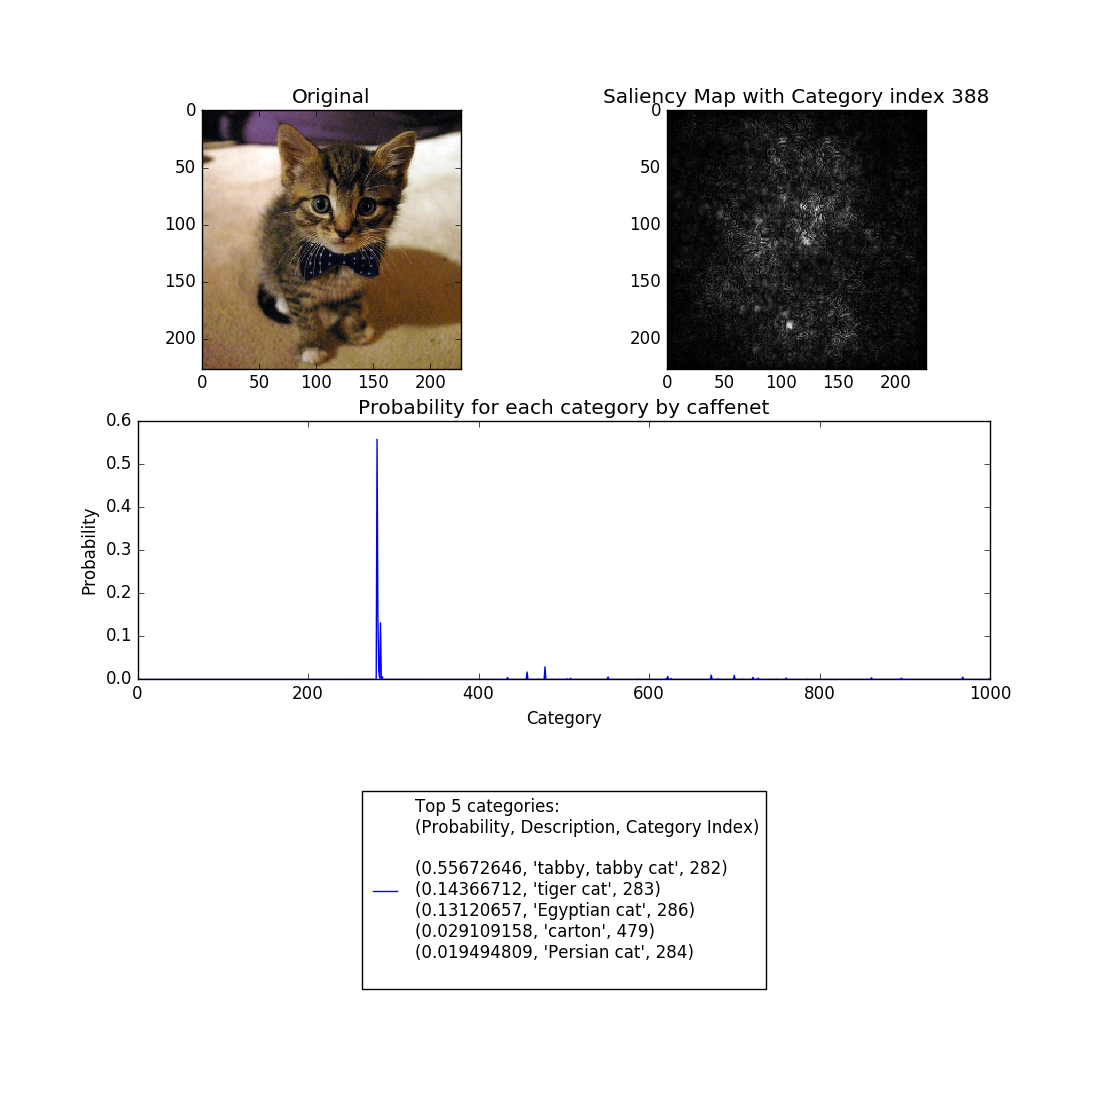 Original
Saliency Map with Category index 388
0
50
100
150
200
0 50 100 150 200
0
50
100
150
200
0 50 100 150 200
Probability for each category by caffenet
0.6
0.5
0.4
0.3
0.2
0.1
0.0
Probability
0 200 400 600 800 1000
Category
Top 5 categories:
(Probability, Description, Category Index)
(0.55672646, 'tabby, tabby cat', 282)
(0.14366712, 'tiger cat', 283)
(0.13120657, 'Egyptian cat', 286)
(0.029109158, 'carton', 479)
(0.019494809, 'Persian cat', 284)